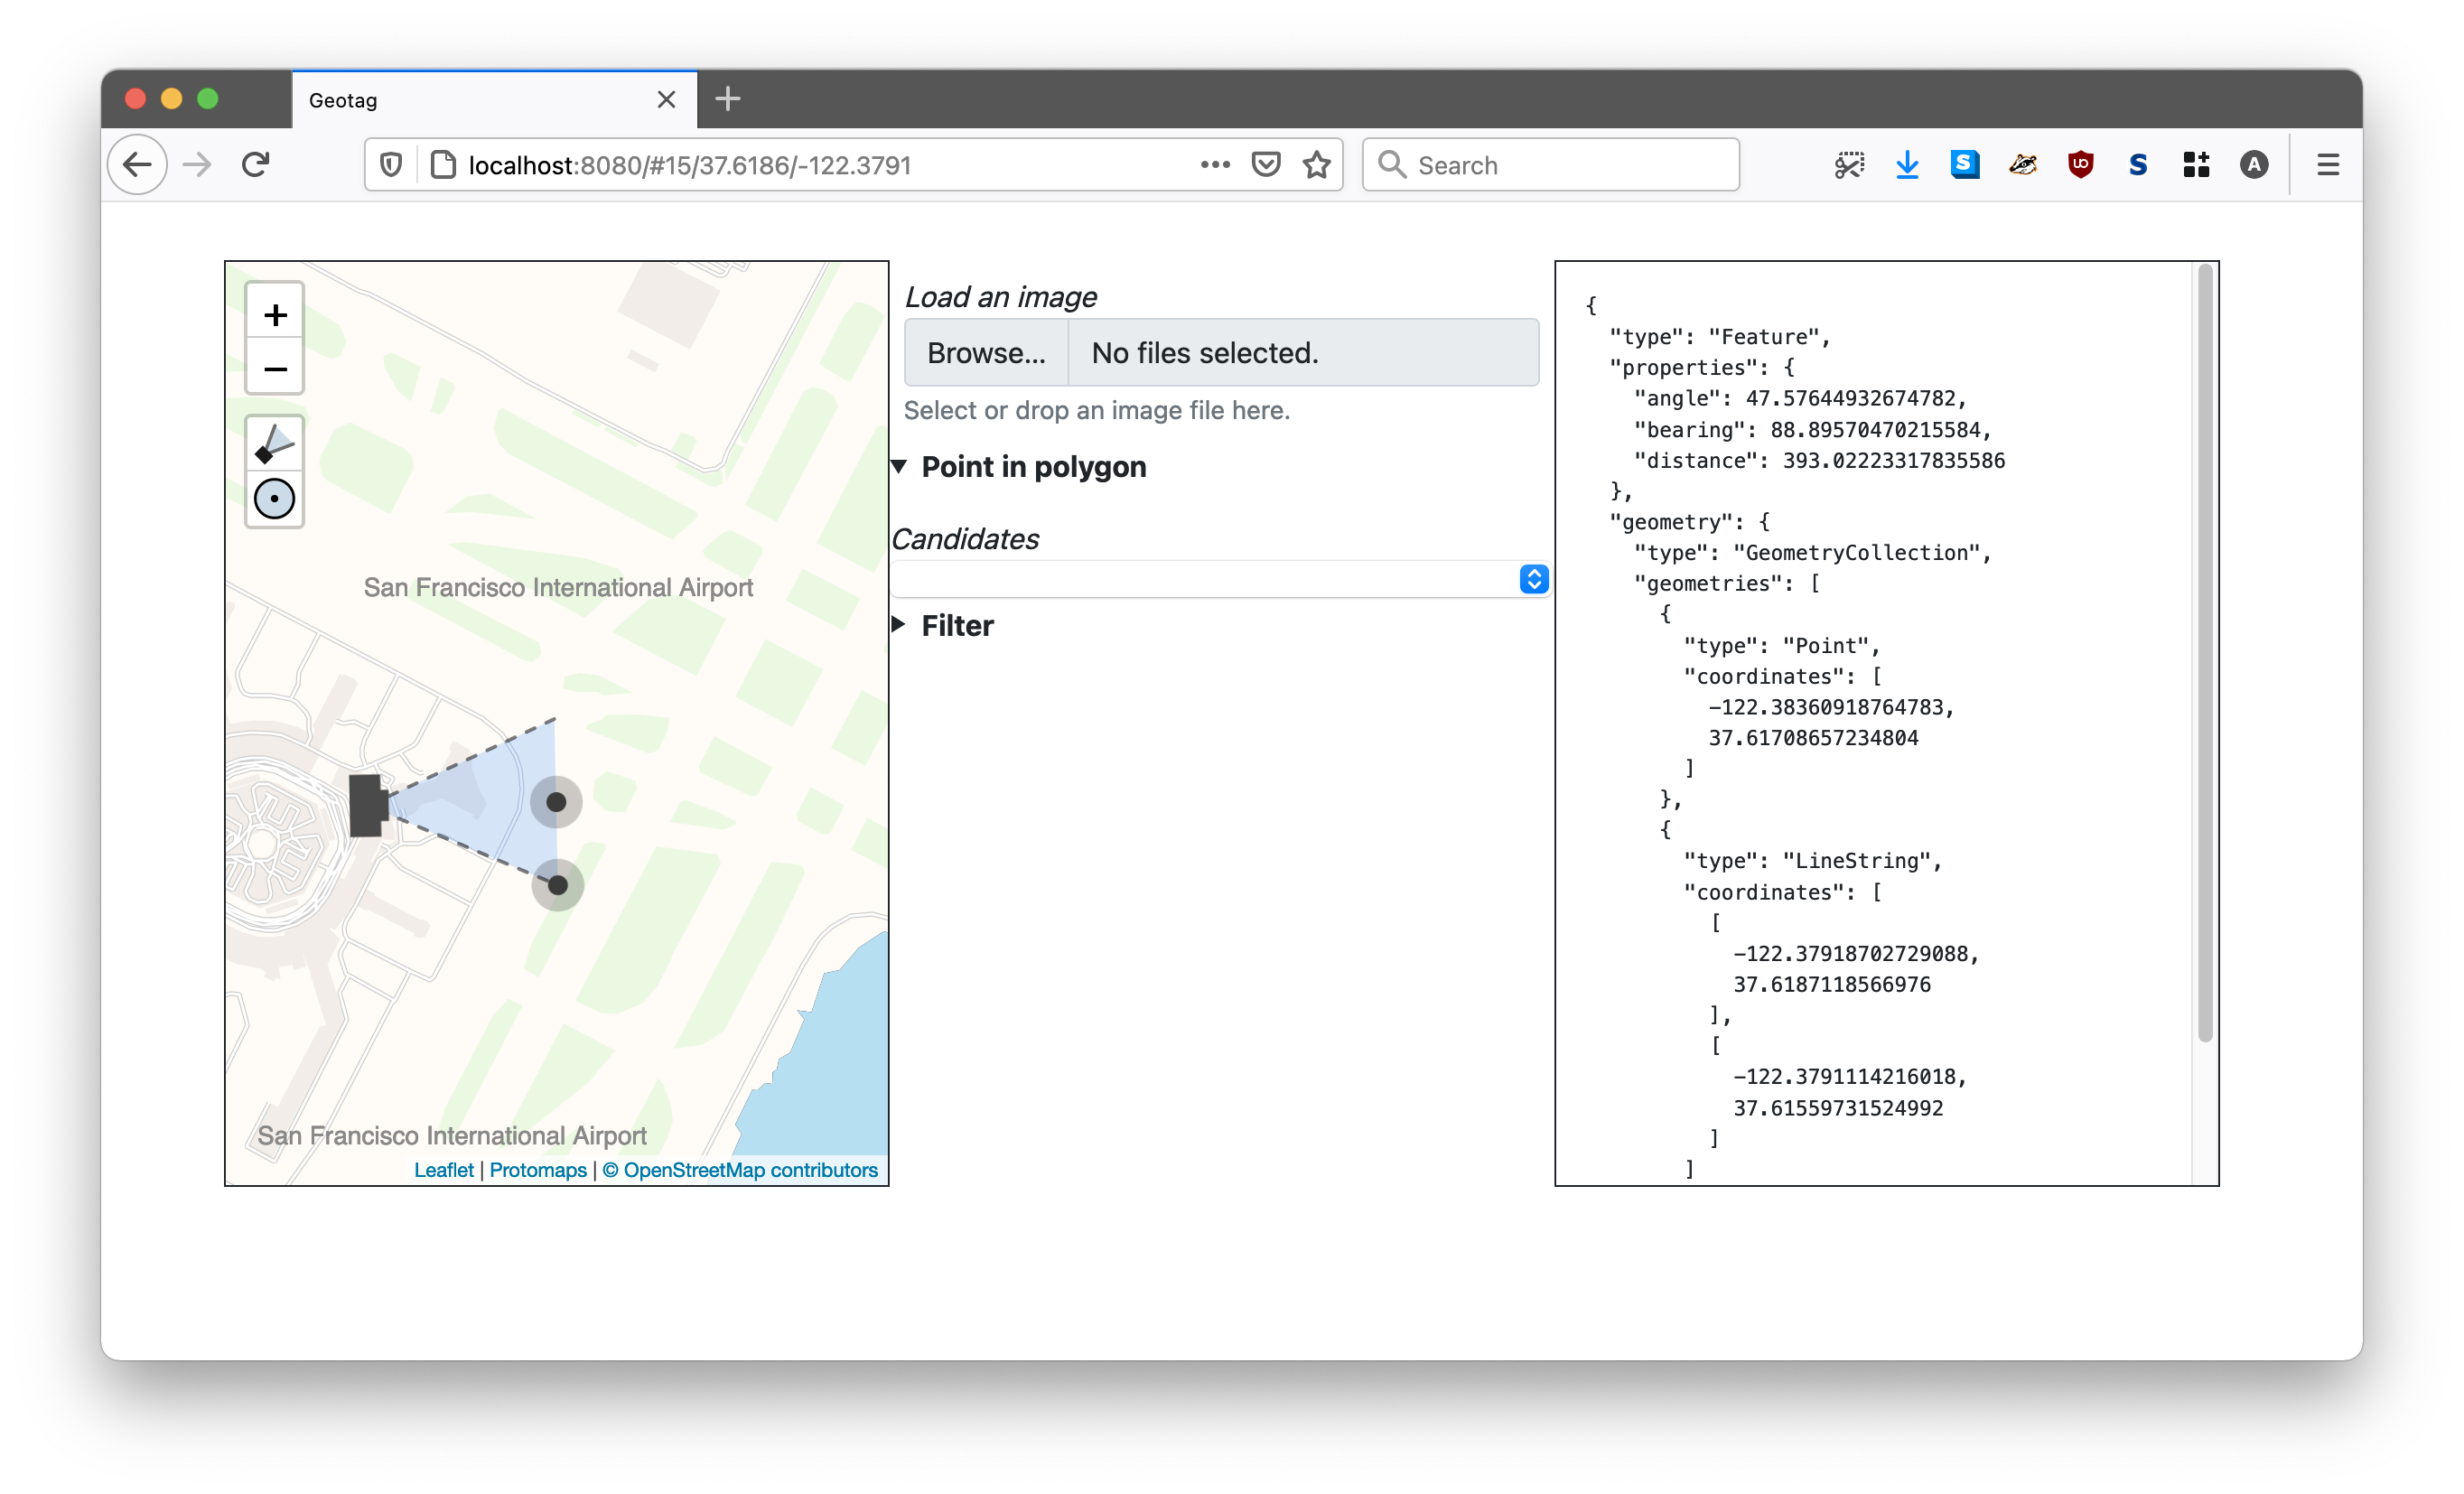 Geotag
localhost:8080/#15/37.6186/-122.3791
Search
A
San Francisco International Airport
San Francisco International Airport
Leaflet | Protomaps | © OpenStreetMap contributors
Load an image
Browse... No files selected.
Select or drop an image file here.
Point in polygon
Candidates
Filter
{
"type": "Feature",
"properties": {
"angle": 47.57644932674782,
"bearing": 88.89570470215584,
"distance": 393.02223317835586
},
"geometry": {
"type": "GeometryCollection",
"geometries": [
{
"type": "Point",
"coordinates": [
-122.38360918764783,
37.61708657234804
]
},
{
"type": "LineString",
"coordinates": [
[
-122.37918702729088,
37.6187118566976
],
[
-122.3791114216018,
37.61559731524992
]
]